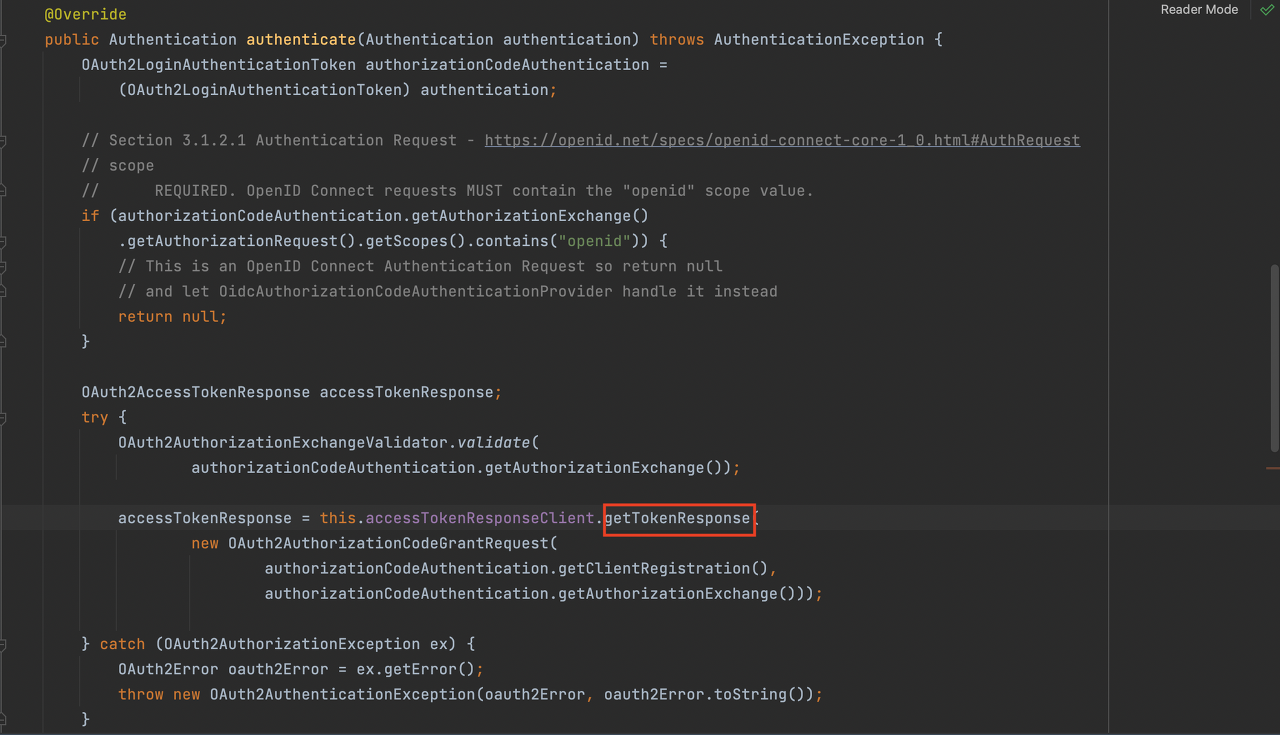 Reader Mode
@Override
public Authentication authenticate(Authentication authentication) throws AuthenticationException {
OAuth2LoginAuthenticationToken authorizationCodeAuthentication =
(OAuth2LoginAuthenticationToken) authentication;
// Section 3.1.2.1 Authentication Request - https://openid.net/specs/openid-connect-core-1_0.html#AuthRequest
// scope
// REQUIRED. OpenID Connect requests MUST contain the "openid" scope value.
if (authorizationCodeAuthentication.getAuthorizationExchange()
.getAuthorizationRequest().getScopes().contains("openid")) {
// This is an OpenID Connect Authentication Request so return null
// and let OidcAuthorizationCodeAuthenticationProvider handle it instead
return null;
}
OAuth2AccessTokenResponse accessTokenResponse;
try {
OAuth2AuthorizationExchangeValidator.validate(
authorizationCodeAuthentication.getAuthorizationExchange());
accessTokenResponse = this.accessTokenResponseClient.getTokenResponse(
new OAuth2AuthorizationCodeGrantRequest(
authorizationCodeAuthentication.getClientRegistration(),
authorizationCodeAuthentication.getAuthorizationExchange()));
} catch (OAuth2AuthorizationException ex) {
OAuth2Error oauth2Error = ex.getError();
throw new OAuth2AuthenticationException(oauth2Error, oauth2Error.toString());
}